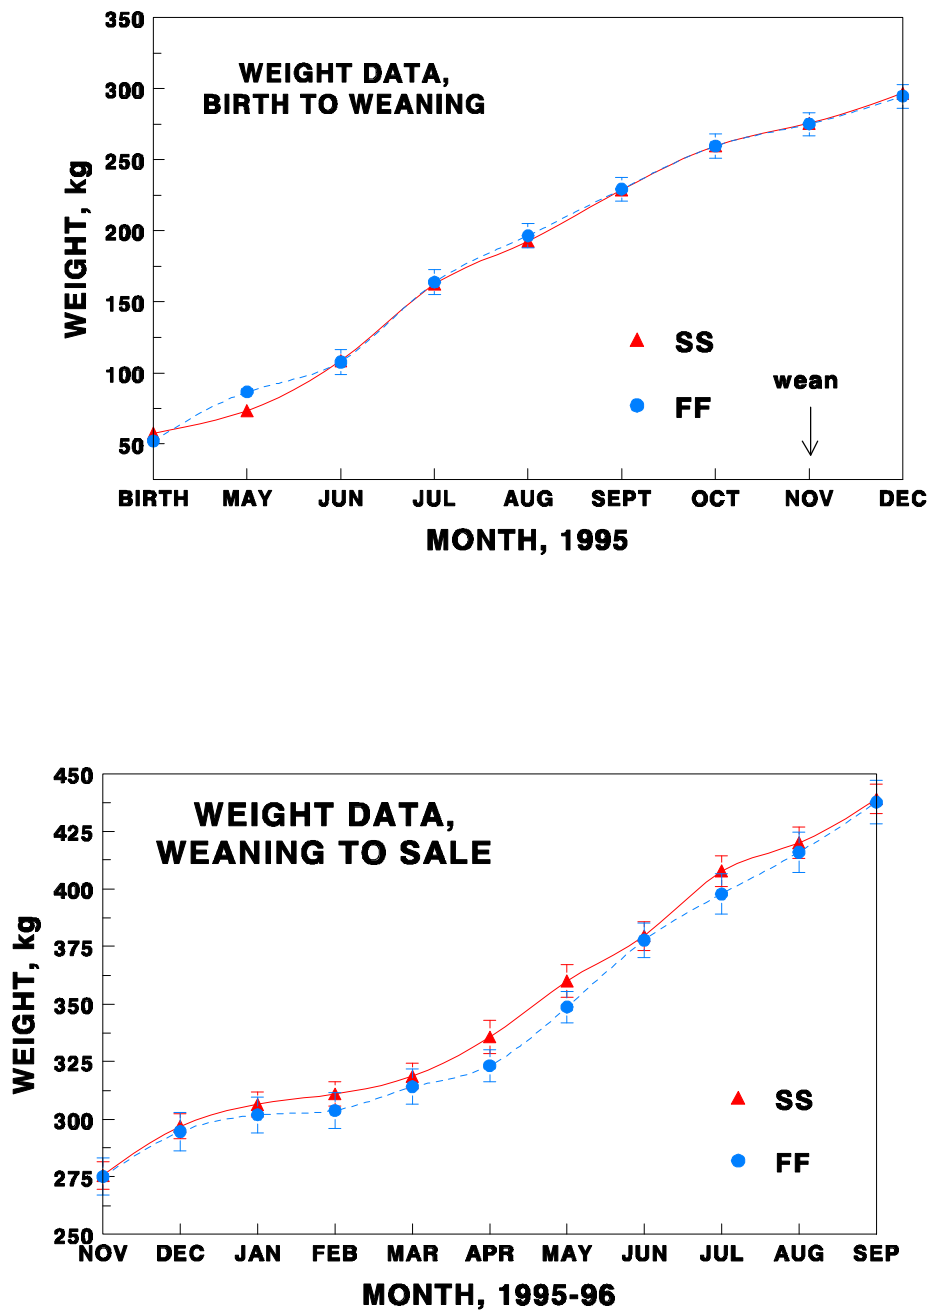 350
300
250
200
150
100
50
WEIGHT, kg
WEIGHT DATA,
BIRTH TO WEANING
SS
FF
wean
BIRTH MAY JUN JUL AUG SEPT OCT NOV DEC
MONTH, 1995
450
425
400
375
350
325
300
275
250
WEIGHT, kg
WEIGHT DATA,
WEANING TO SALE
SS
FF
NOV DEC JAN FEB MAR APR MAY JUN JUL AUG SEP
MONTH, 1995-96